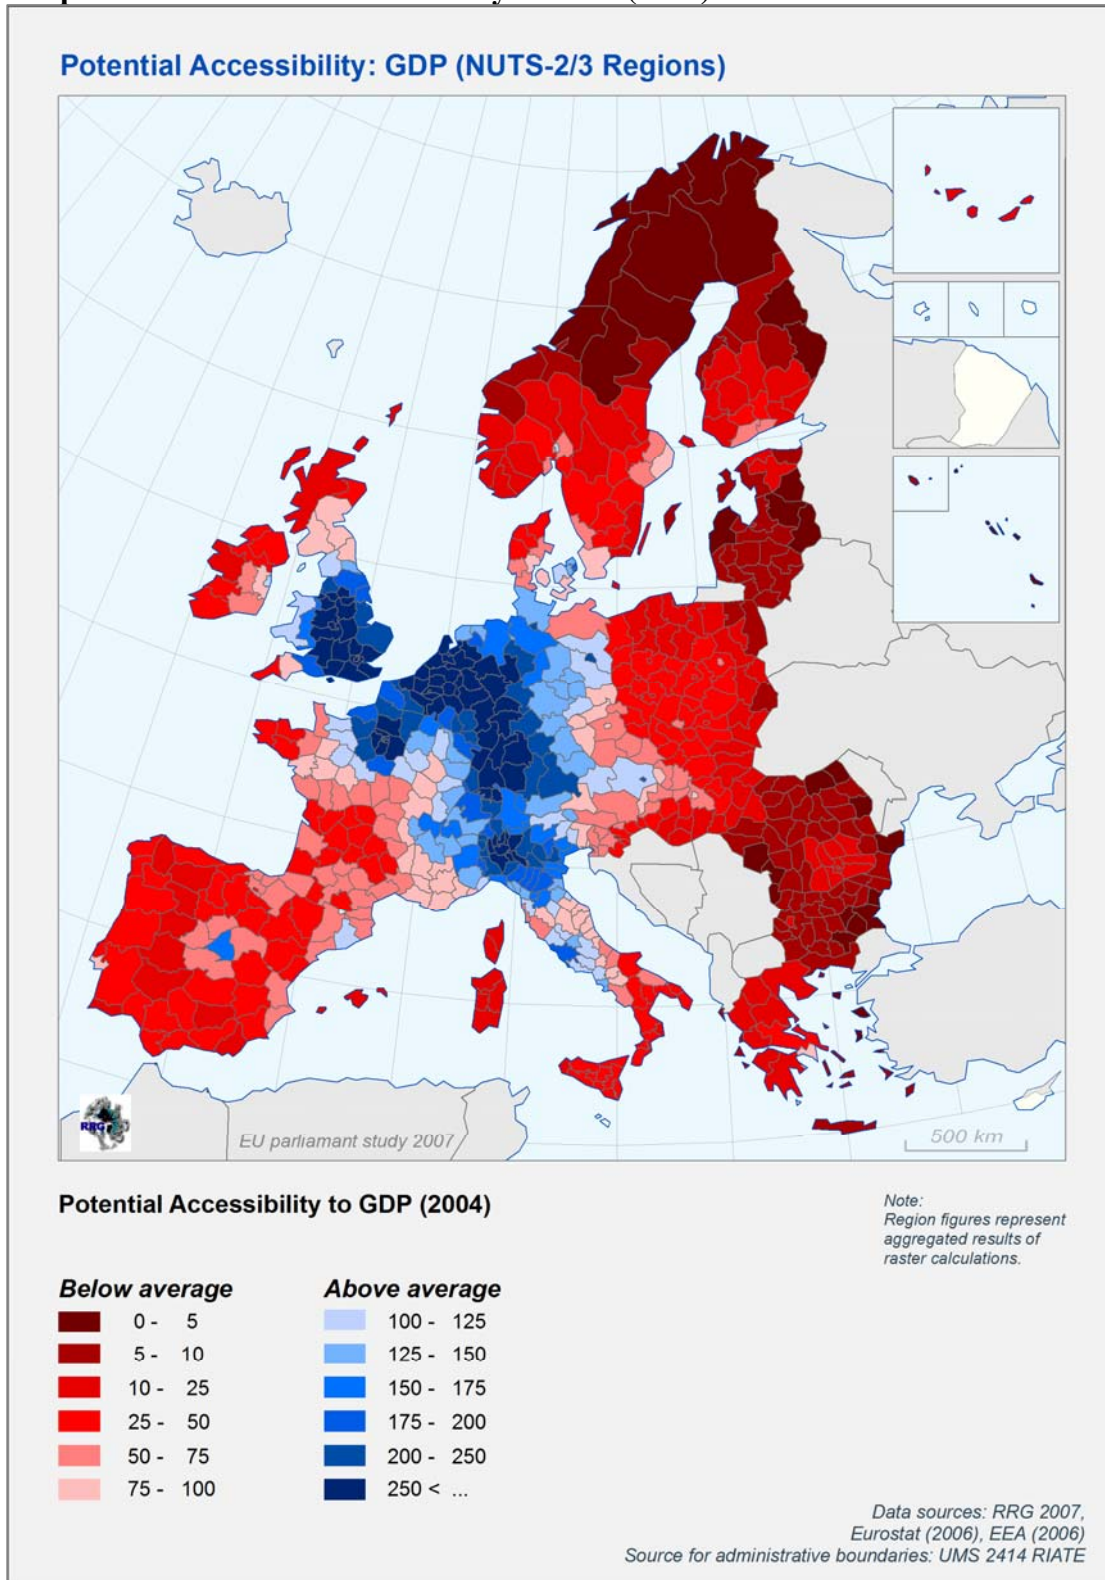 Potential Accessibility: GDP (NUTS-2/3 Regions)
RRG
EU parliamant study 2007
500 km
Potential Accessibility to GDP (2004)
Note:
Region figures represent
aggregated results of
raster calculations.
Below average
0 - 5
5 - 10
10 - 25
25 - 50
50 - 75
75 - 100
Above average
100 - 125
125 - 150
150 - 175
175 - 200
200 - 250
250 < ...
Data sources: RRG 2007,
Eurostat (2006), EEA (2006)
Source for administrative boundaries: UMS 2414 RIATE